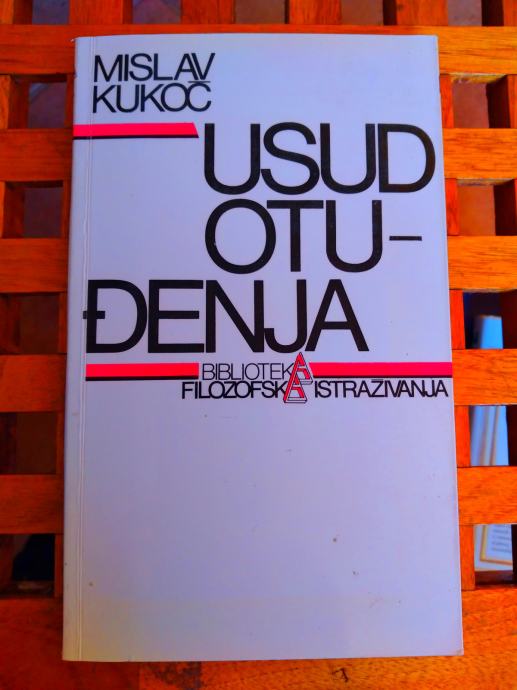 MISLAV
KUKOČ
USUD
OTU-
ĐENJA
BIBLIOTEKA
FILOZOFSKA ISTRAŽIVANJA